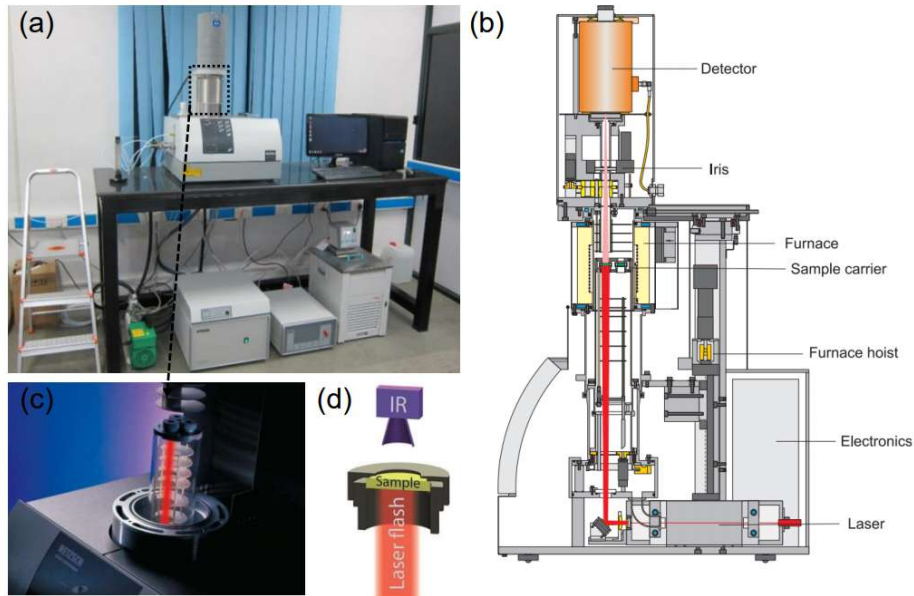 (a)
(b)
Detector
Iris
Furnace
Sample carrier
Furnace hoist
Electronics
Laser
(c)
NETZSCH
(d)
IR
Sample
Laser flash